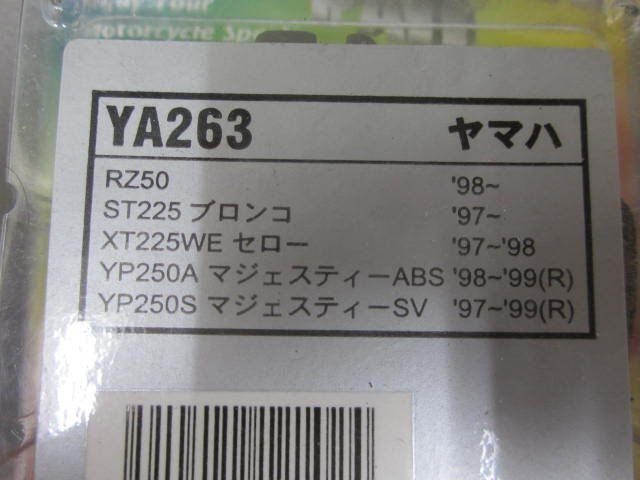 Motorcycle Spe
YA263 ヤマハ
RZ50 '98~
ST225 ブロンコ '97~
XT225WE セロー '97~'98
YP250A マジェスティーABS '98~'99(R)
YP250S マジェスティーSV '97~'99(R)